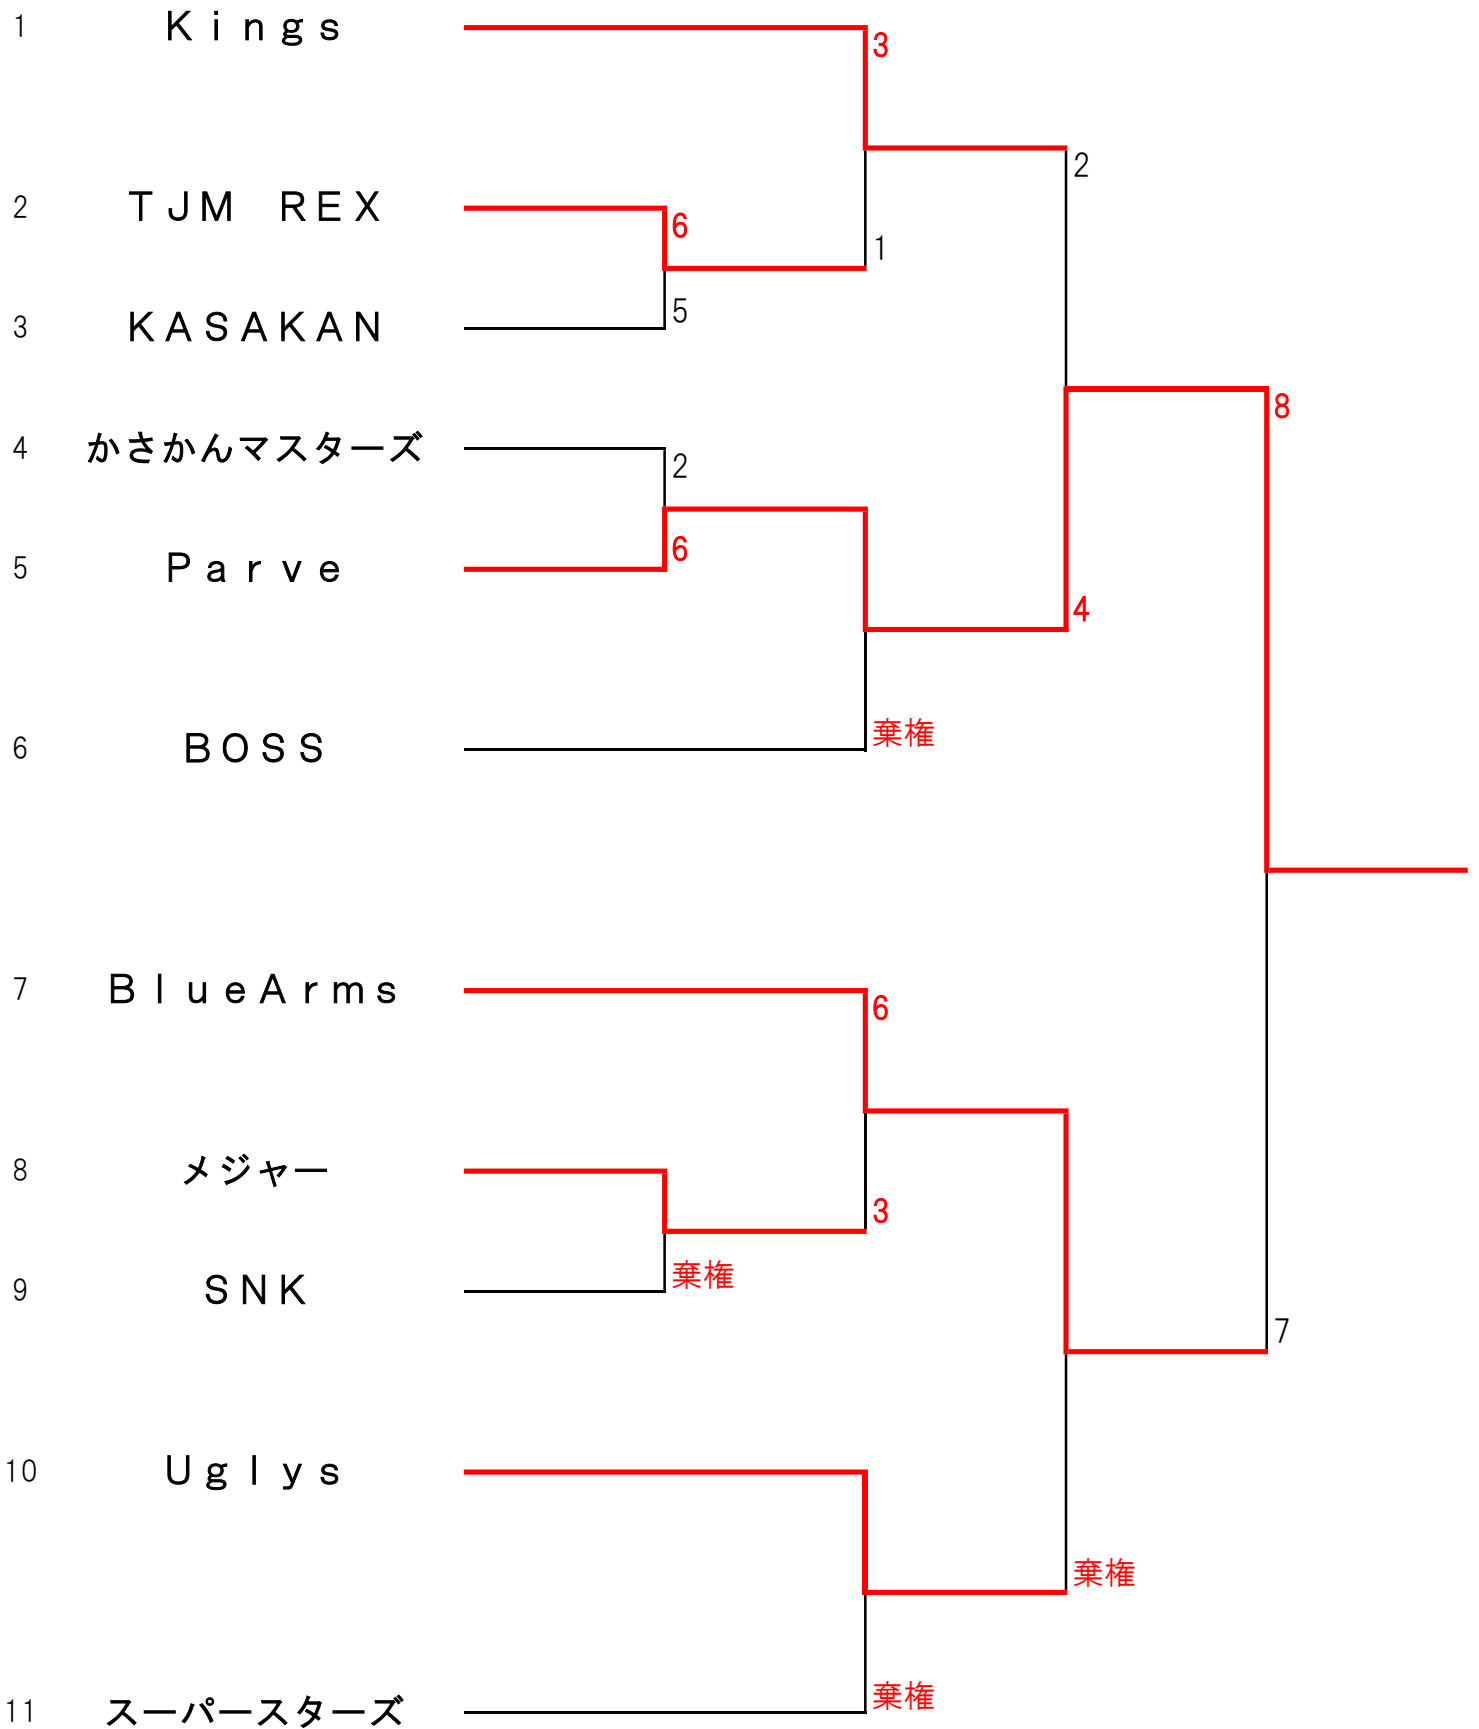 1 Kings
3
2
2 TJM REX
6
1
5
3 KASAKAN
8
4 かさかんマスターズ
2
6
5 Parve
4
棄権
6 BOSS
7 BlueArms
6
8 メジャー
3
棄権
9 SNK
7
10 Uglys
棄権
棄権
11 スーパースターズ